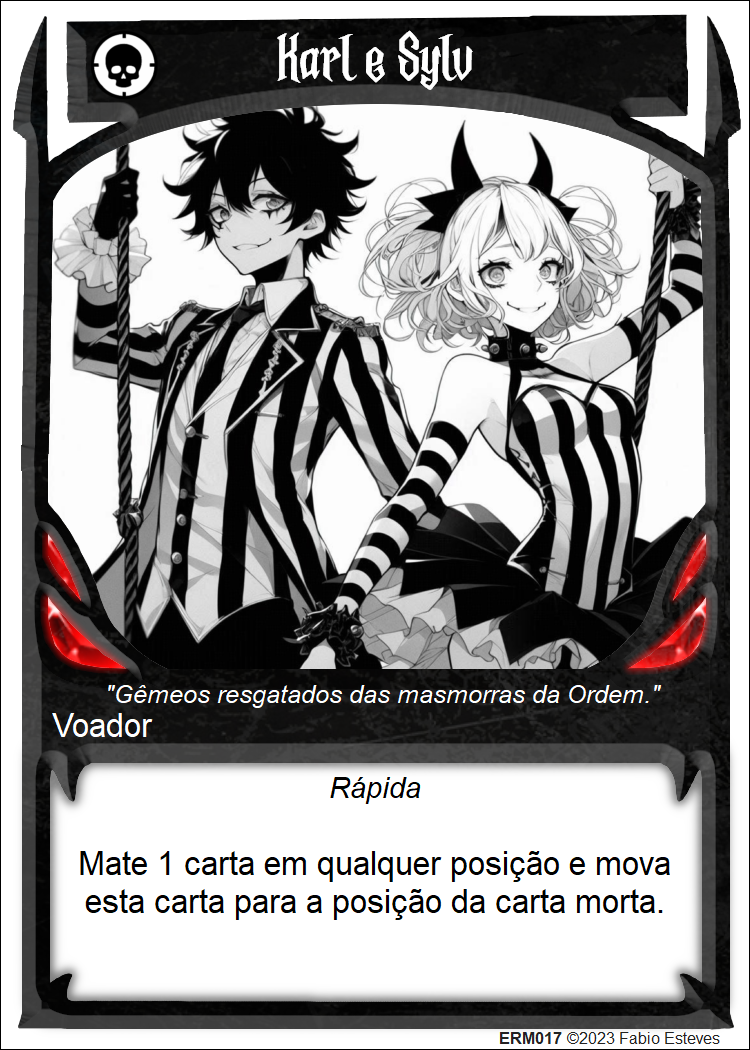 Karl e Sylv
"Gêmeos resgatados das masmorras da Ordem."
Voador
Rápida
Mate 1 carta em qualquer posição e mova
esta carta para a posição da carta morta.
ERM017 ©2023 Fabio Esteves